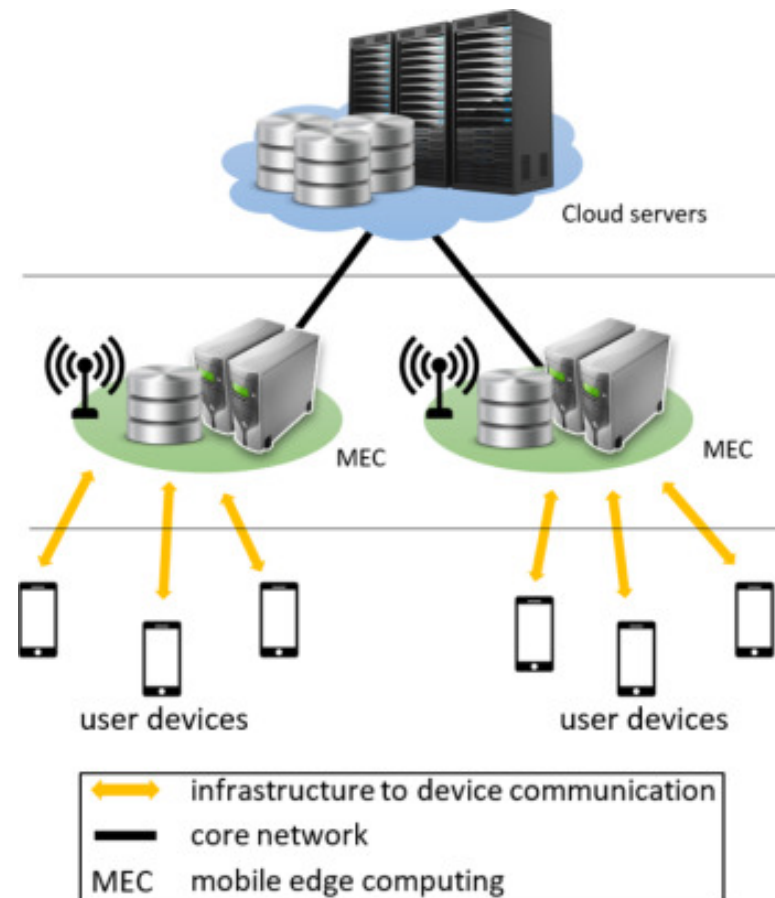 Cloud servers
MEC
MEC
user devices
user devices
infrastructure to device communication
core network
MEC mobile edge computing